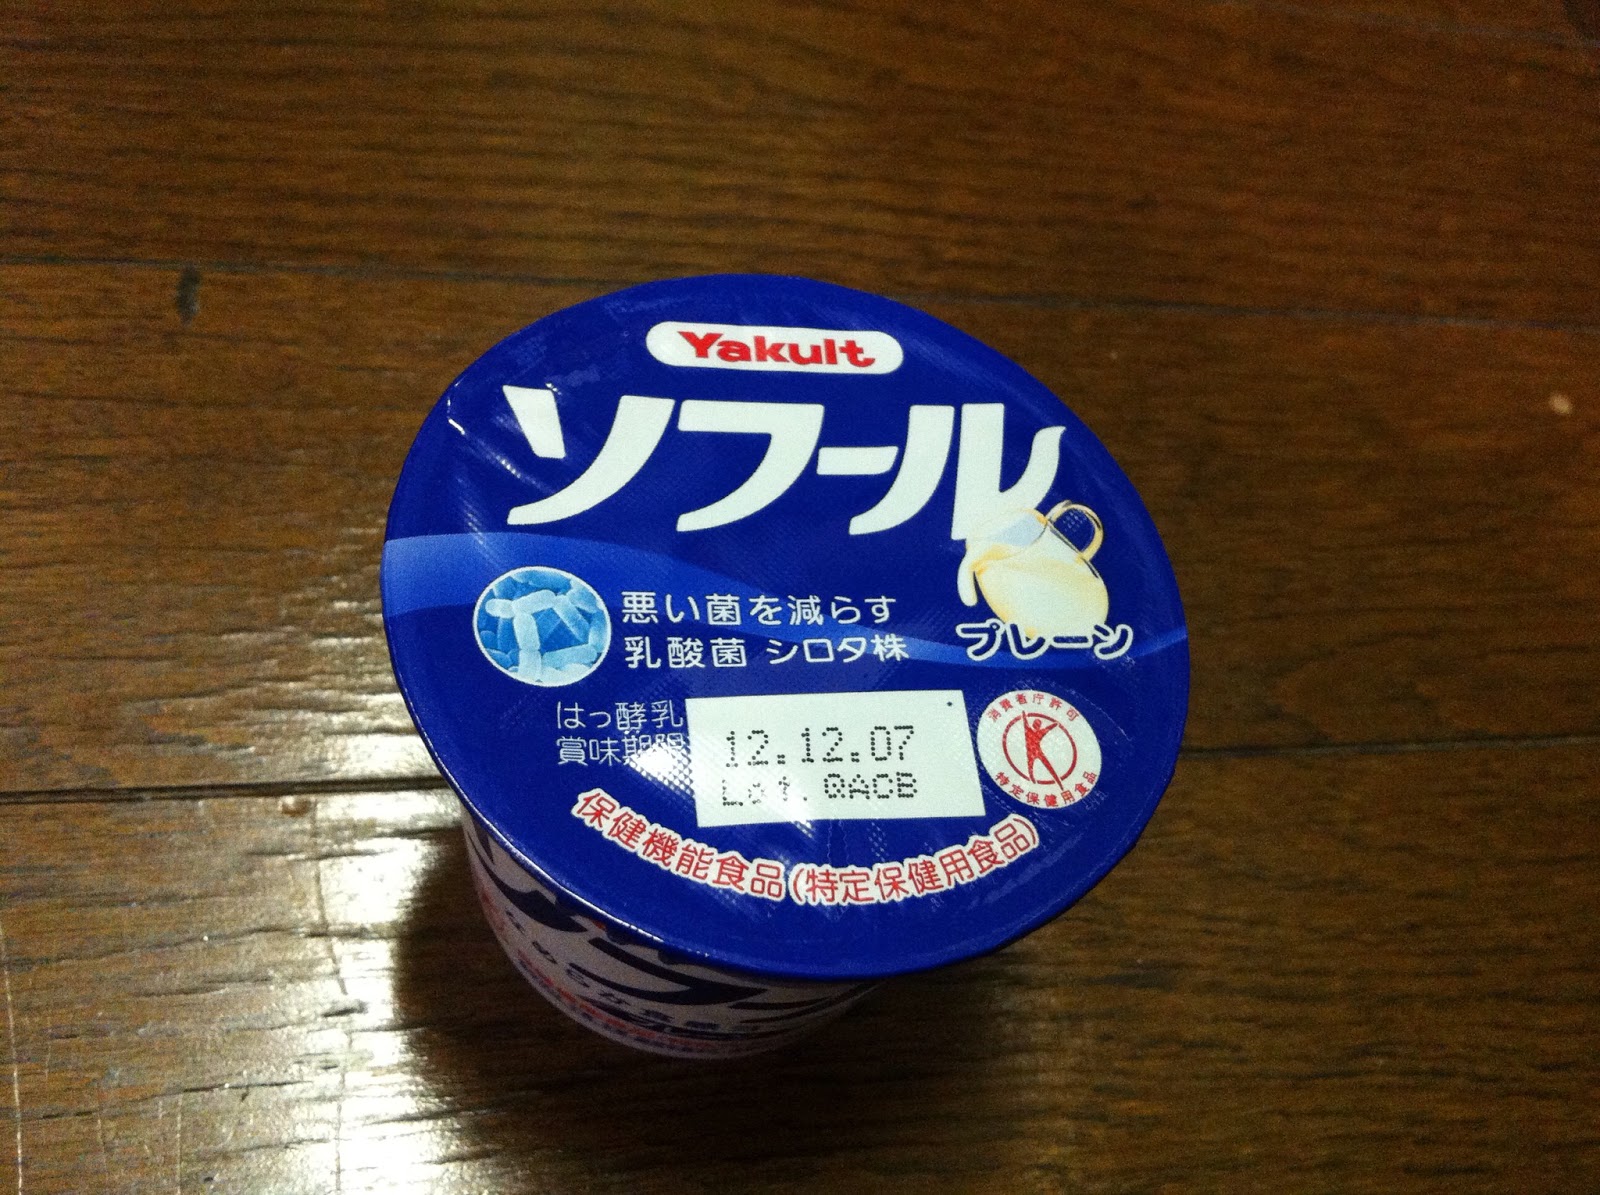 Yakult
ソフール
悪い菌を減らす
乳酸菌 シロタ株
プレーン
はっ酵乳
賞味期限
12.12.07
Lot. QACB
消費者庁許可
特定保健用食品
保健機能食品(特定保健用食品)